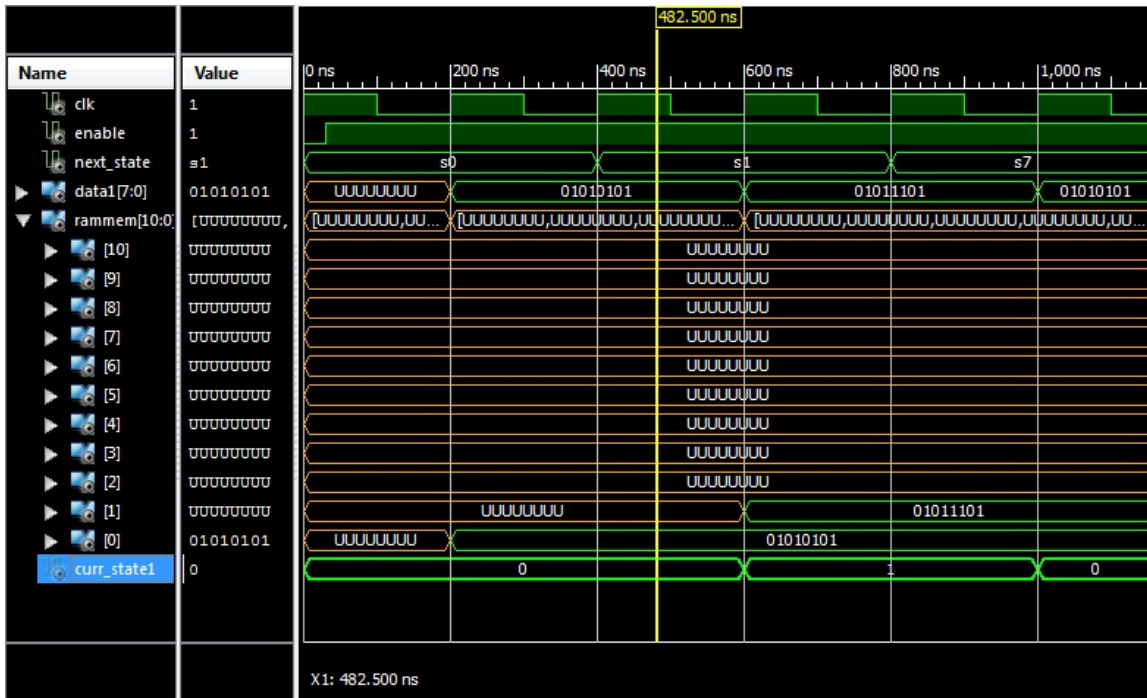 482.500 ns
Name Value 0 ns 200 ns 400 ns 600 ns 800 ns 1,000 ns
clk 1
enable 1
next_state s1 s0 s1 s7
data1[7:0] 01010101 UUUUUUUU 01010101 01011101 01010101
rammem[10:0] [UUUUUUUU, [UUUUUUUU,UU... [UUUUUUUU,UUUUUUUU,UUUUUUUU... [UUUUUUUU,UUUUUUUU,UUUUUUUU,UUUUUUUU,UU...
[10] UUUUUUUU UUUUUUUU
[9] UUUUUUUU UUUUUUUU
[8] UUUUUUUU UUUUUUUU
[7] UUUUUUUU UUUUUUUU
[6] UUUUUUUU UUUUUUUU
[5] UUUUUUUU UUUUUUUU
[4] UUUUUUUU UUUUUUUU
[3] UUUUUUUU UUUUUUUU
[2] UUUUUUUU UUUUUUUU
[1] UUUUUUUU UUUUUUUU 01011101
[0] 01010101 UUUUUUUU 01010101
curr_state1 0 0 1 0
X1: 482.500 ns